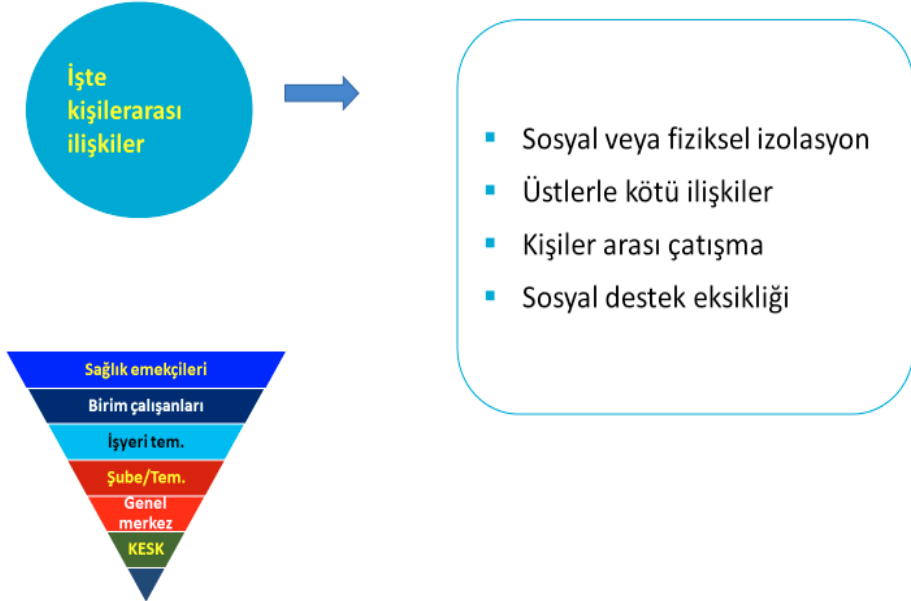 İşte
kişilerarası
ilişkiler
Sosyal veya fiziksel izolasyon
Üstlerle kötü ilişkiler
Kişiler arası çatışma
Sosyal destek eksikliği
Sağlık emekçileri
Birim çalışanları
İşyeri tem.
Şube/Tem.
Genel
merkez
KESK